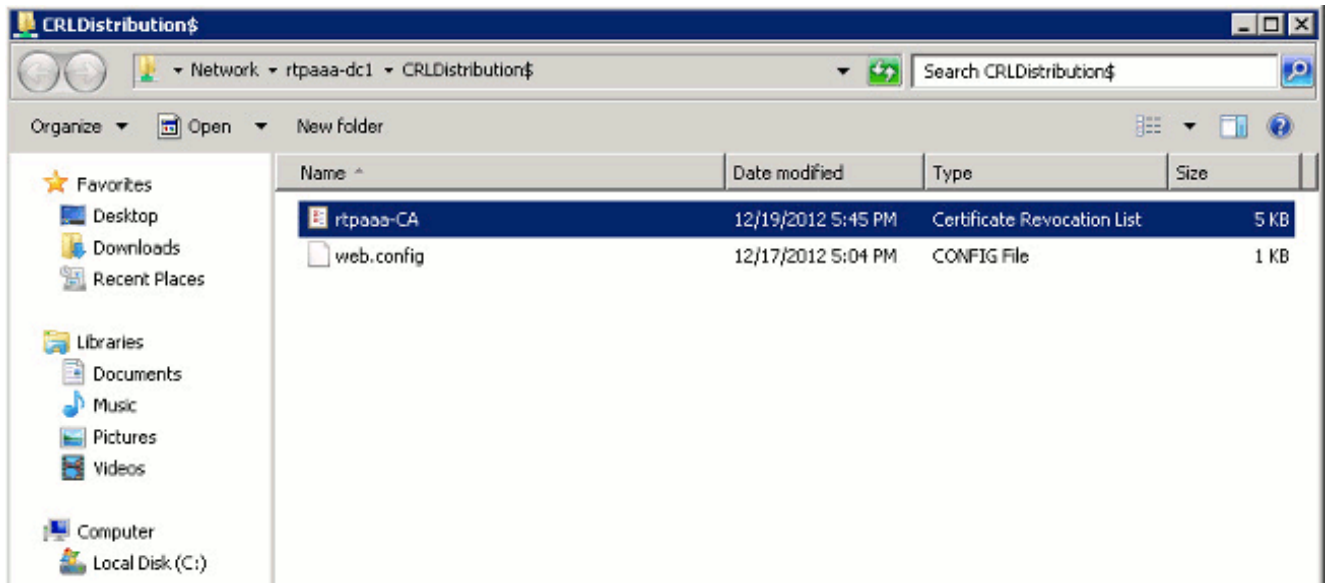 CRLDistribution$
Network rtpaaa-dc1 CRLDistribution$ Search CRLDistribution$
Organize Open New folder
Name Date modified Type Size
Favorites
Desktop
Downloads
Recent Places
Libraries
Documents
Music
Pictures
Videos
Computer
Local Disk (C:)
rtpaaa-CA 12/19/2012 5:45 PM Certificate Revocation List 5 KB
web.config 12/17/2012 5:04 PM CONFIG File 1 KB